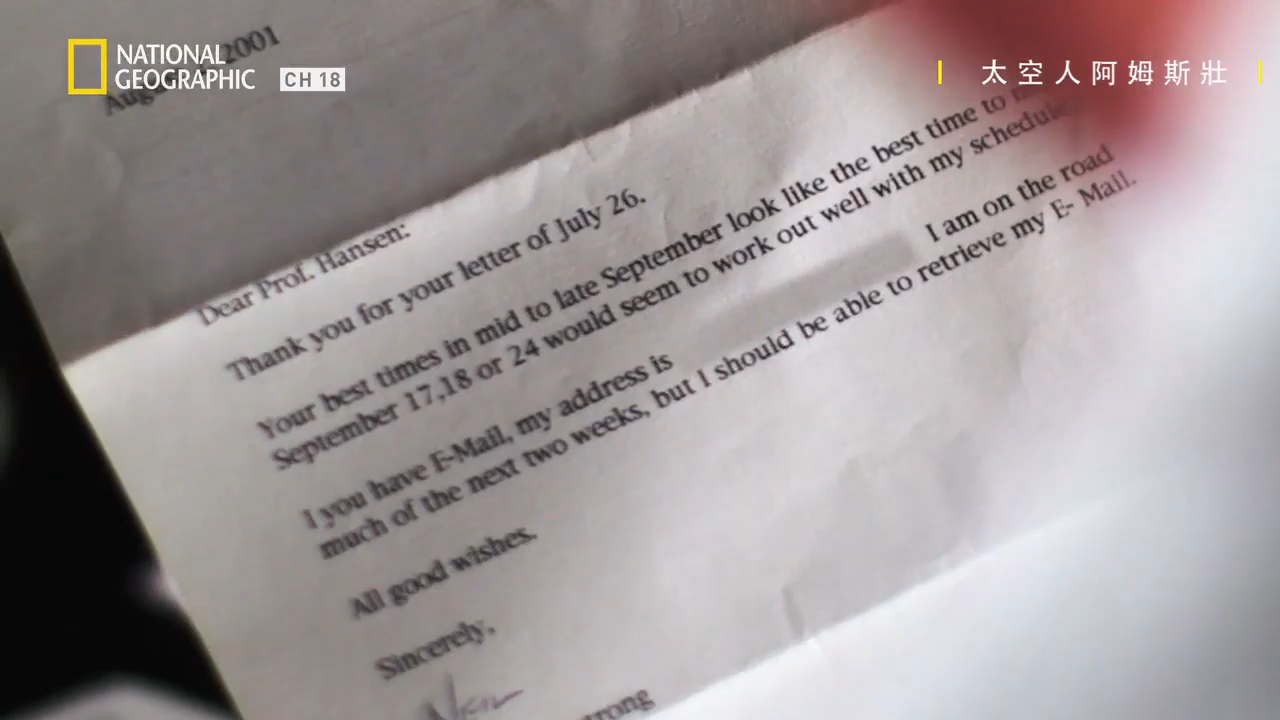 NATIONAL
GEOGRAPHIC CH 18
太空人阿姆斯壯
2001
Dear Prof. Hansen:
Thank you for your letter of July 26.
Your best times in mid to late September look like the best time to
September 17,18 or 24 would seem to work out well with my schedule.
I you have E-Mail, my address is I am on the road
much of the next two weeks, but I should be able to retrieve my E- Mail.
All good wishes.
Sincerely,
Neil